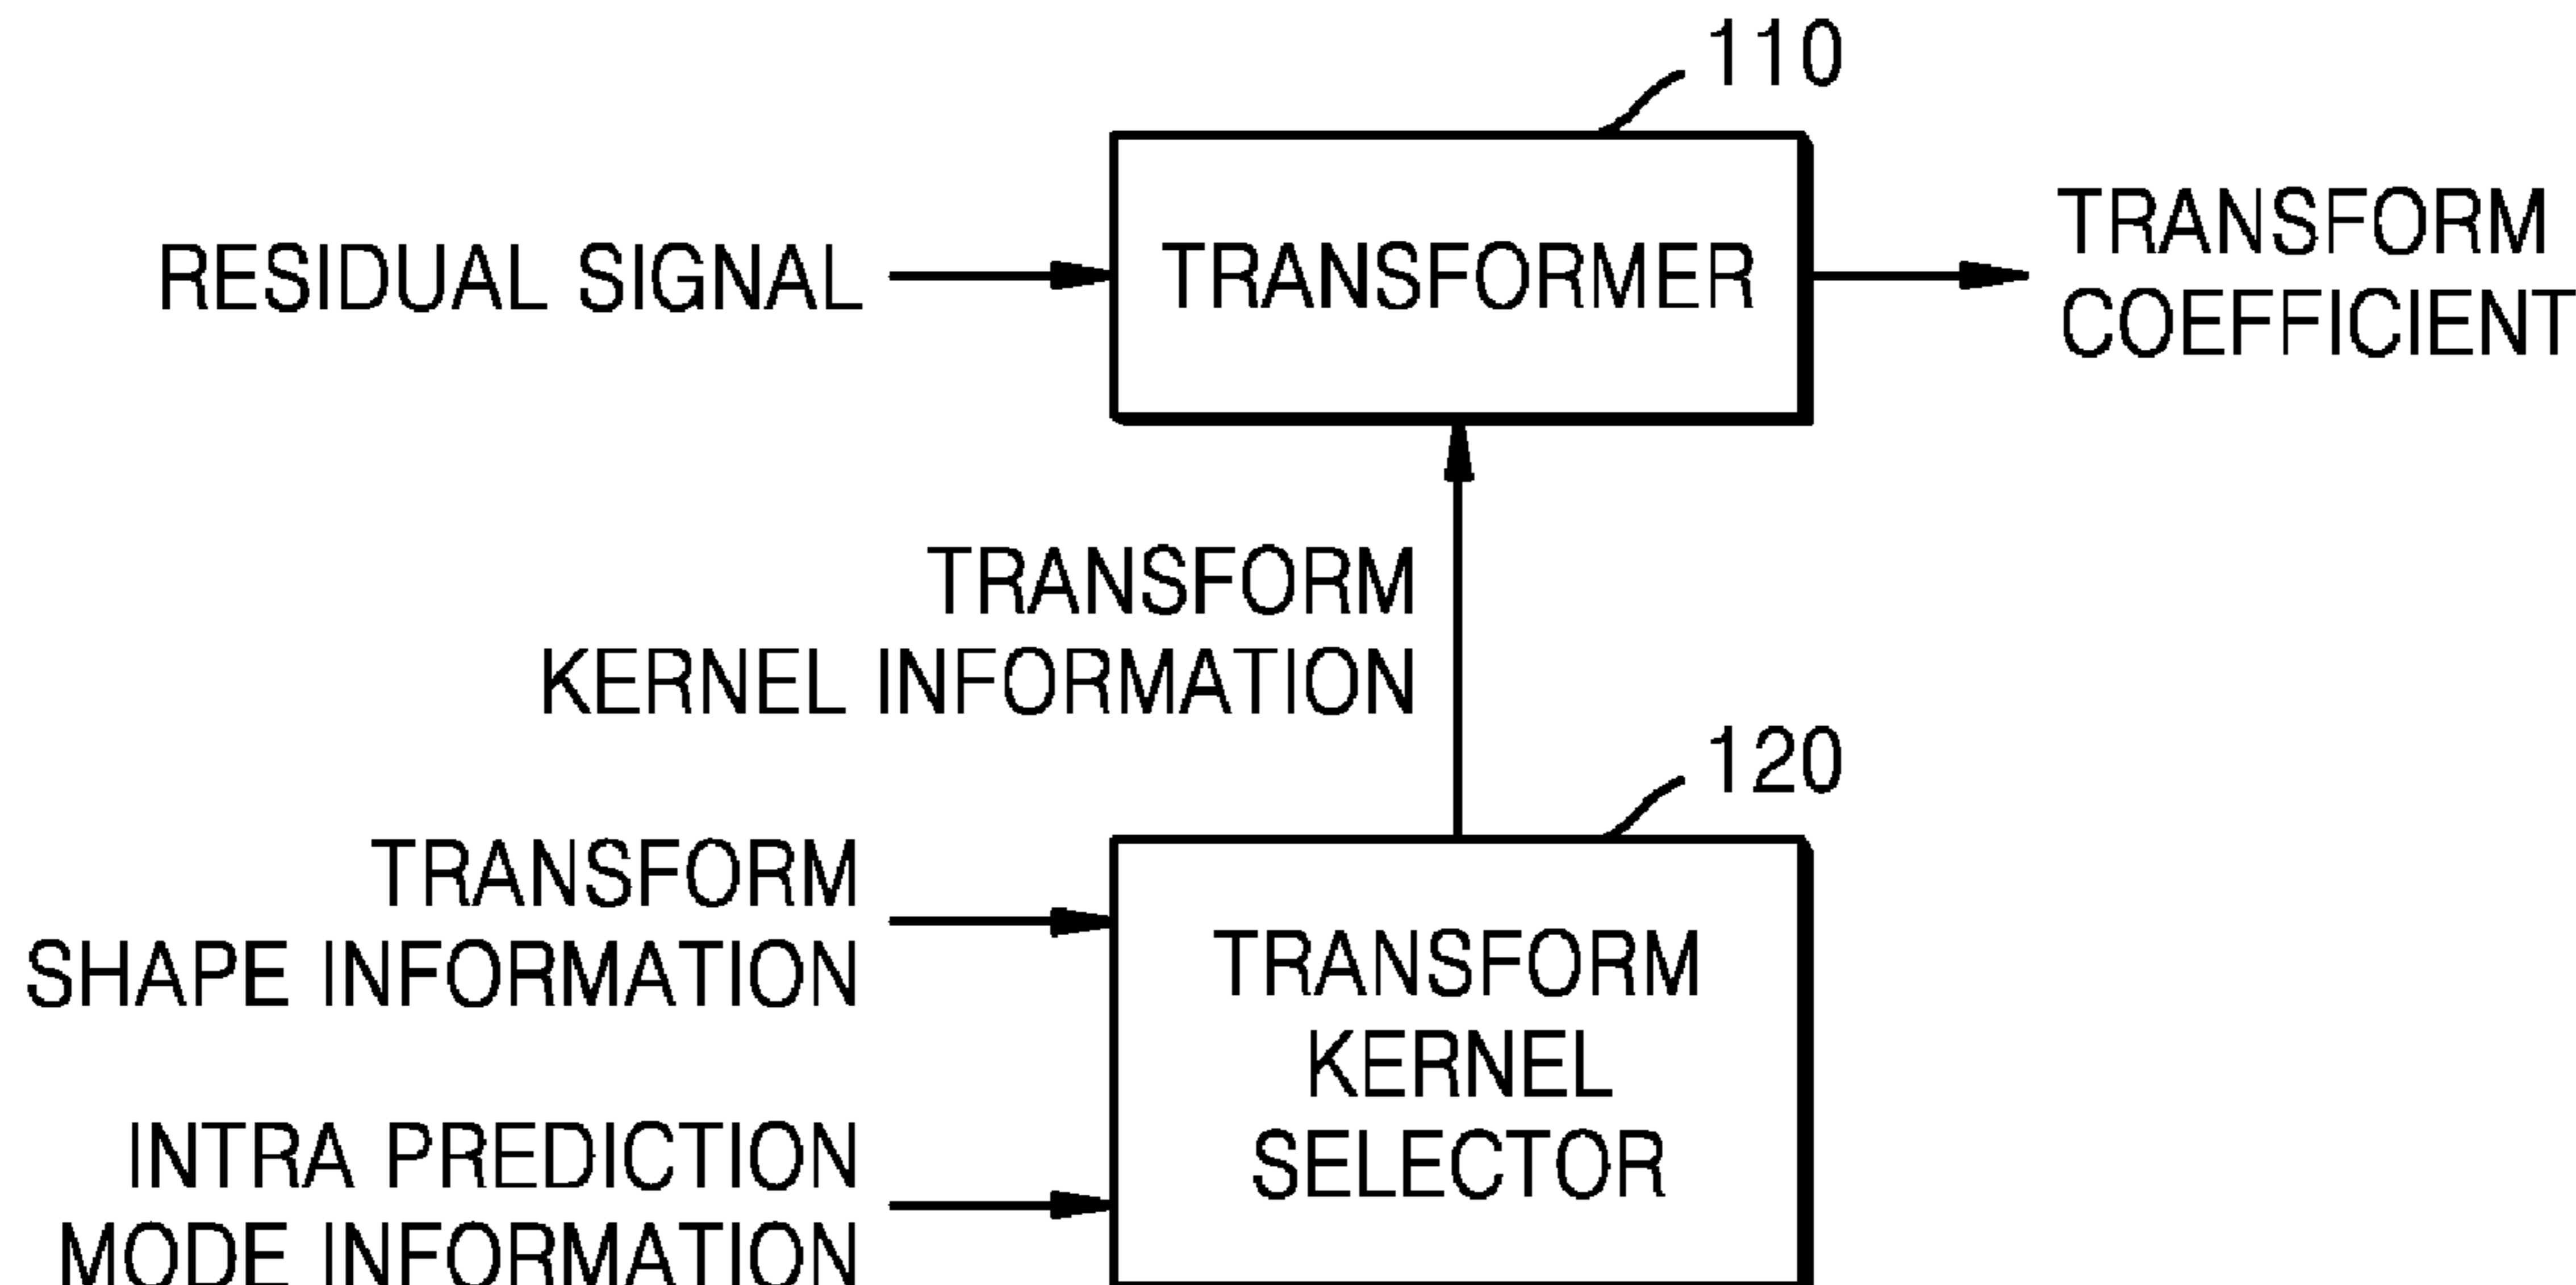 110
RESIDUAL SIGNAL
TRANSFORMER
TRANSFORM
COEFFICIENT
TRANSFORM
KERNEL INFORMATION
120
TRANSFORM
SHAPE INFORMATION
TRANSFORM
KERNEL
SELECTOR
INTRA PREDICTION
MODE INFORMATION